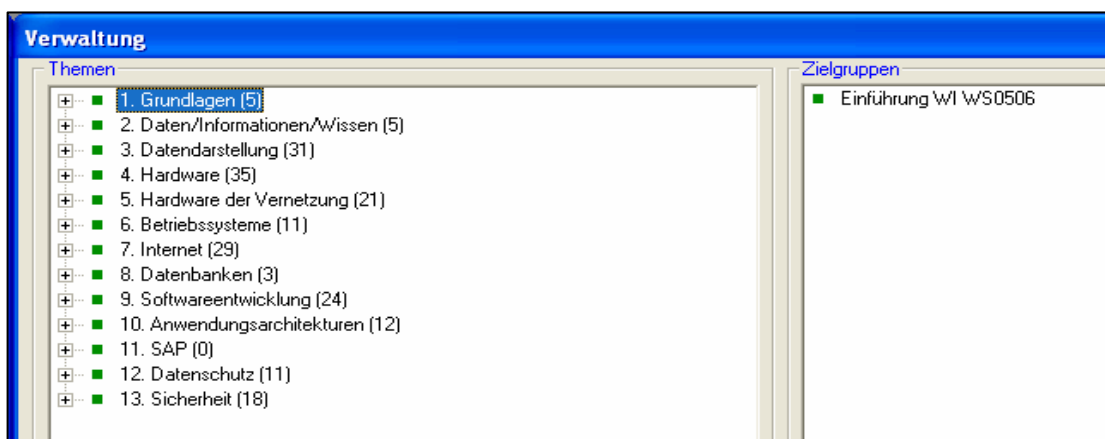 Verwaltung
Themen
1. Grundlagen (5)
2. Daten/Informationen/Wissen (5)
3. Datendarstellung (31)
4. Hardware (35)
5. Hardware der Vernetzung (21)
6. Betriebssysteme (11)
7. Internet (29)
8. Datenbanken (3)
9. Softwareentwicklung (24)
10. Anwendungsarchitekturen (12)
11. SAP (0)
12. Datenschutz (11)
13. Sicherheit (18)
Zielgruppen
Einführung WI WS0506